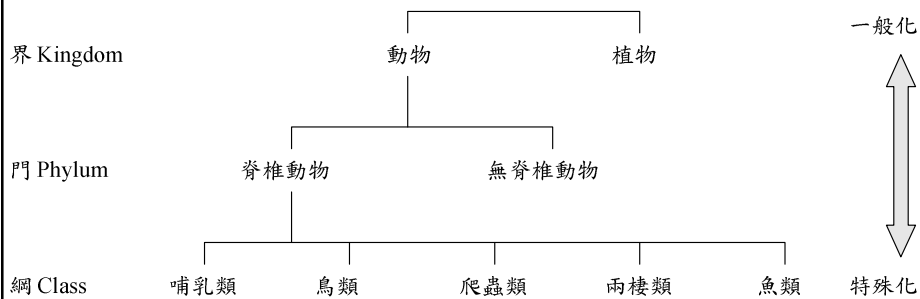 一般化
界 Kingdom 動物 植物
門 Phylum 脊椎動物 無脊椎動物
綱 Class 哺乳類 鳥類 爬蟲類 兩棲類 魚類 特殊化